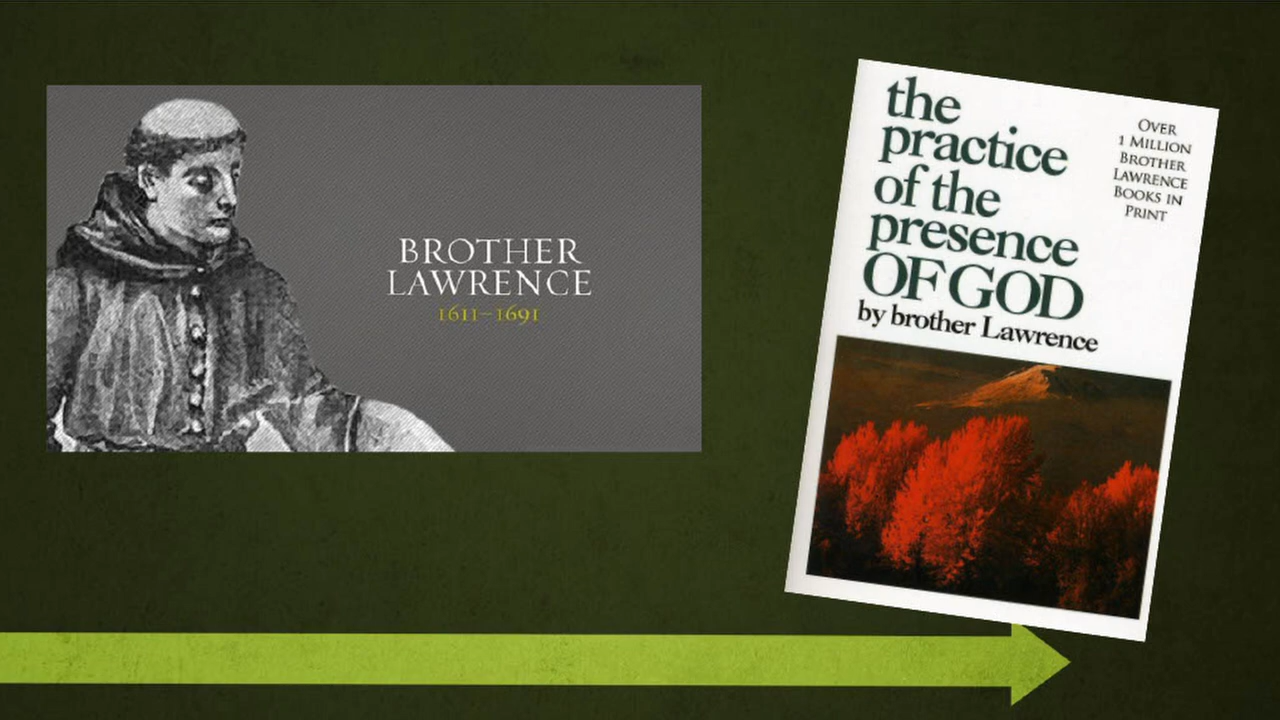 BROTHER
LAWRENCE
1611–1691
the
practice
of the
presence
OF GOD
by brother Lawrence
OVER
1 MILLION
BROTHER
LAWRENCE
BOOKS IN
PRINT